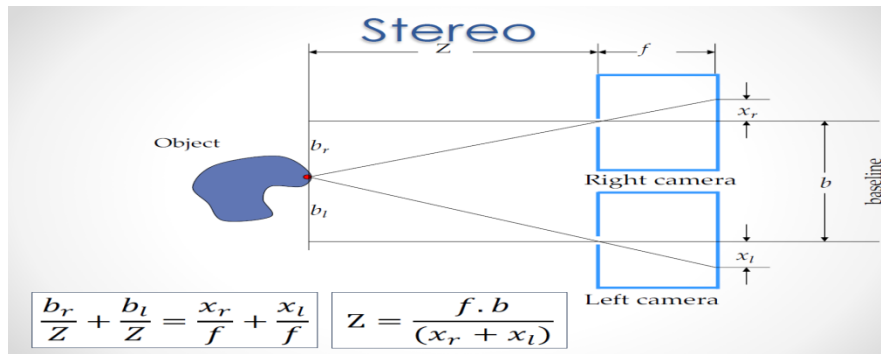 Stereo
Z
f
x_r
Object
b_r
Right camera
b
baseline
b_l
x_l
Left camera
b_r/Z + b_l/Z = x_r/f + x_l/f
Z = f . b/(x_r + x_l)